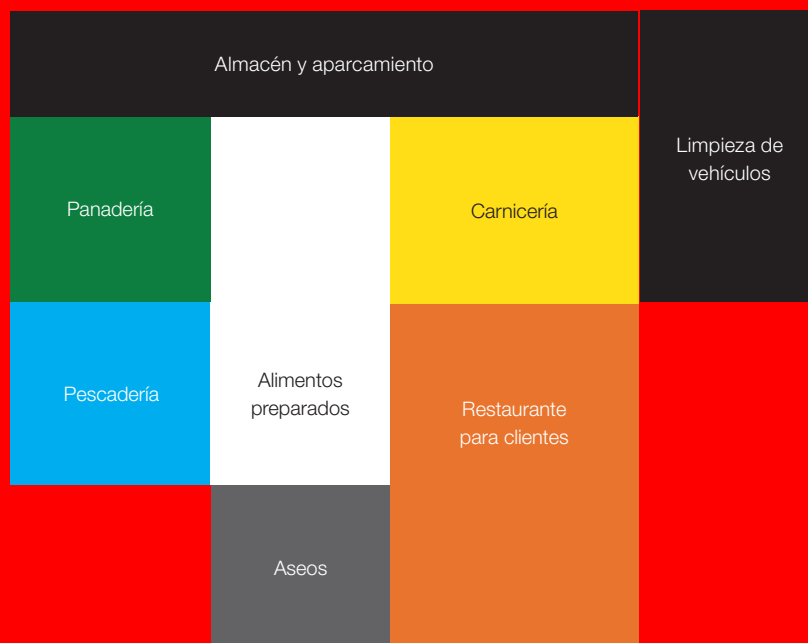 Almacén y aparcamiento
Limpieza de
vehículos
Panadería
Carnicería
Pescadería
Alimentos
preparados
Restaurante
para clientes
Aseos